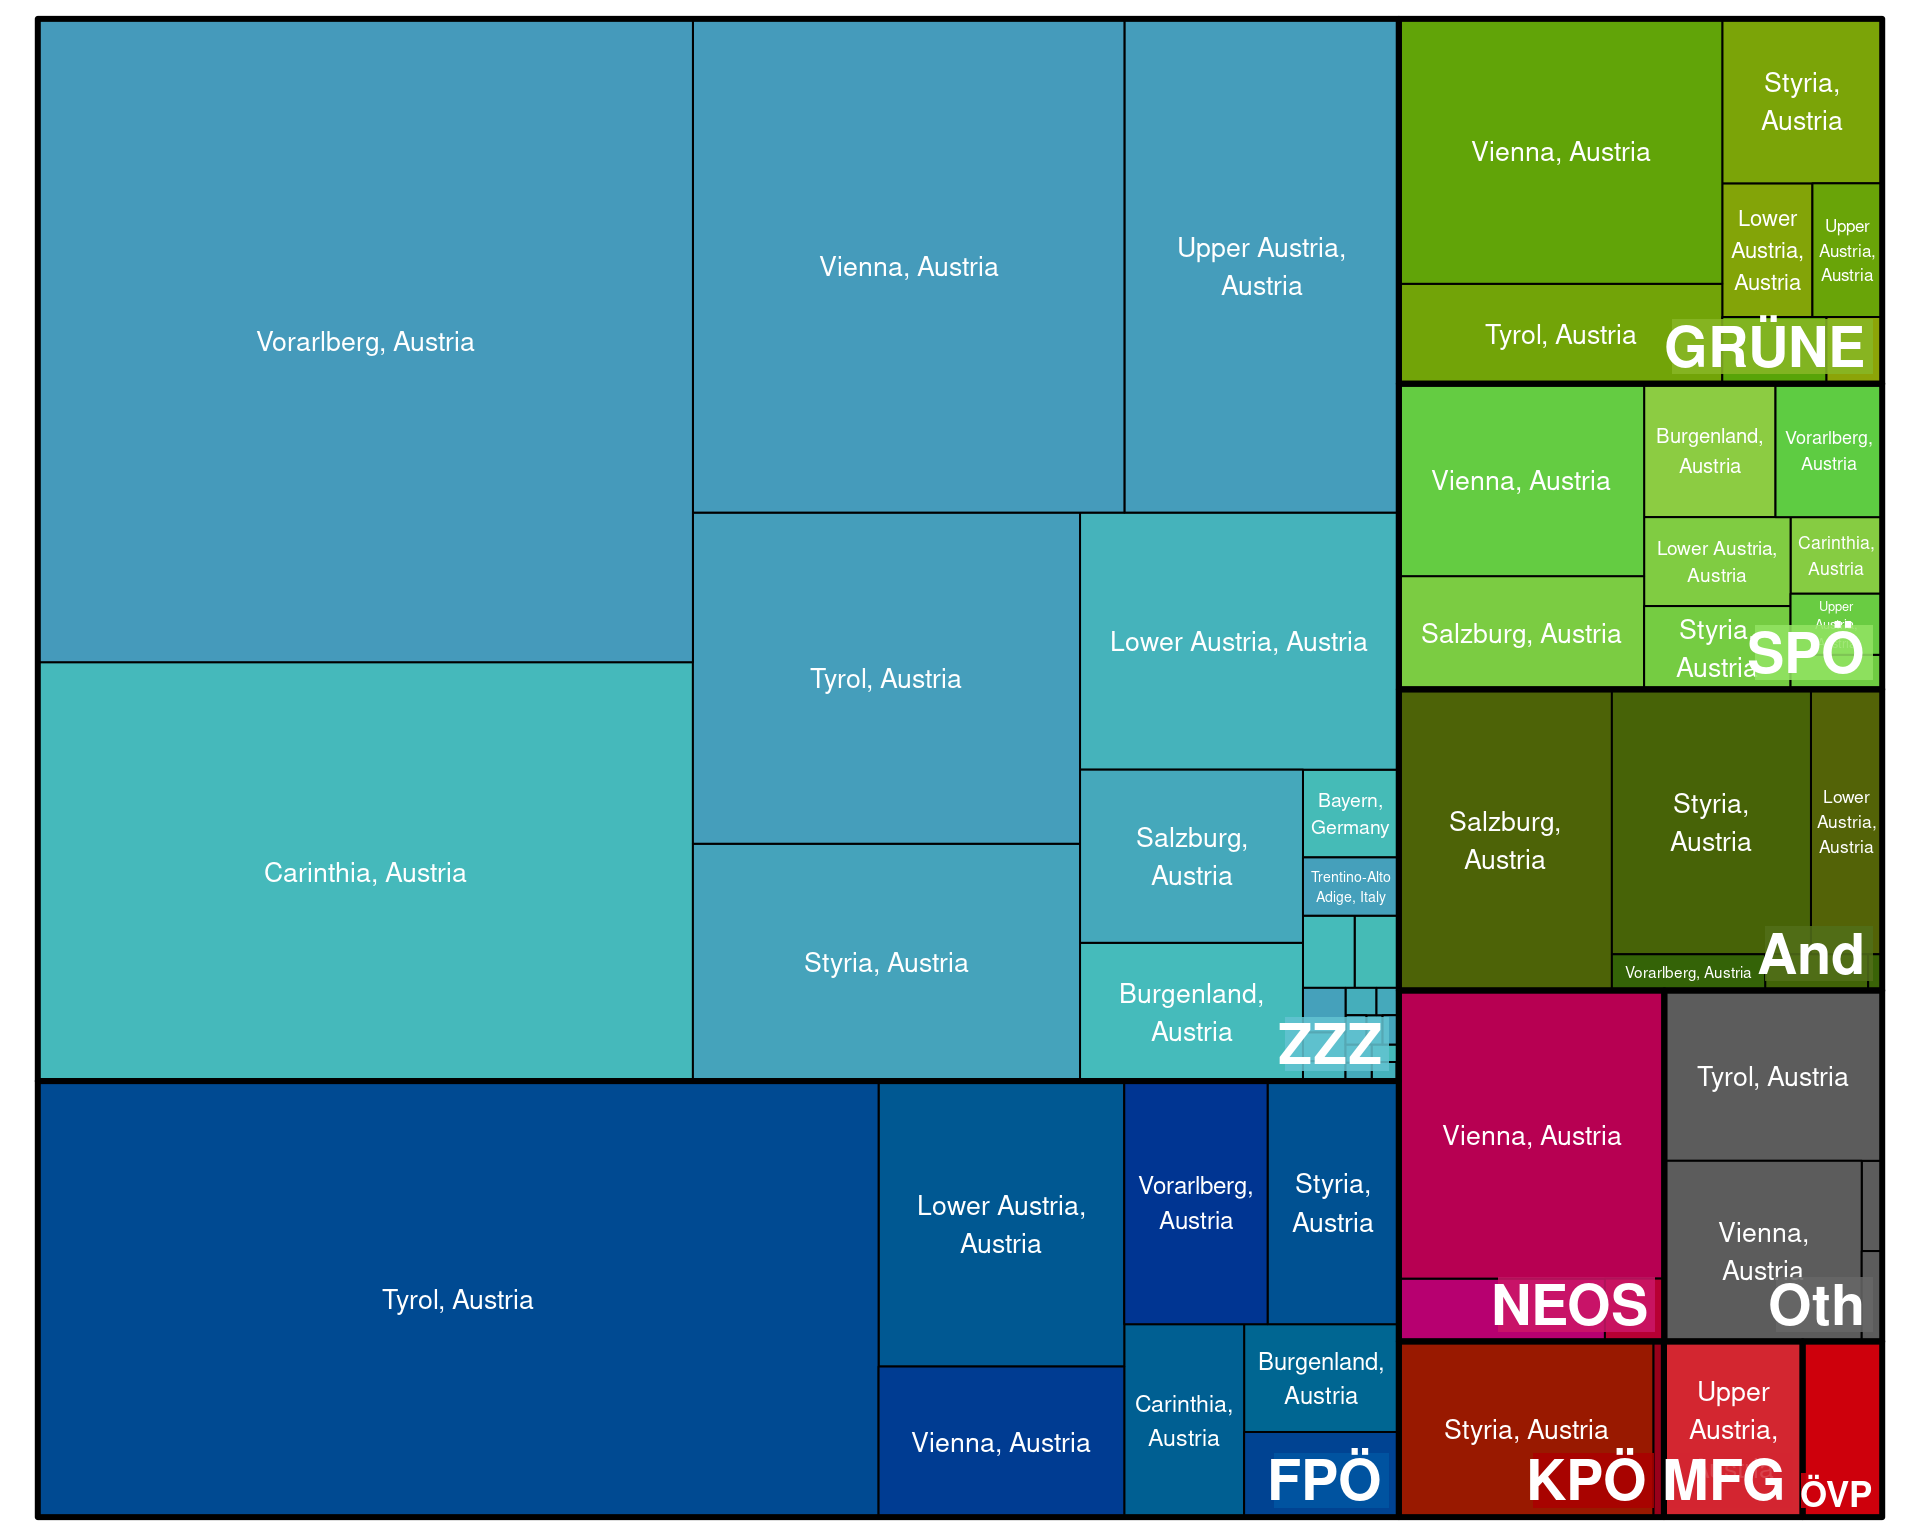 Vorarlberg, Austria
Vienna, Austria
Upper Austria,
Austria
Carinthia, Austria
Tyrol, Austria
Lower Austria, Austria
Styria, Austria
Salzburg,
Austria
Bayern,
Germany
Trentino-Alto
Adige, Italy
Burgenland,
Austria
ZZZ
Tyrol, Austria
Lower Austria,
Austria
Vienna, Austria
Vorarlberg,
Austria
Styria,
Austria
Carinthia,
Austria
Burgenland,
Austria
FPÖ
Vienna, Austria
Styria,
Austria
Lower
Austria,
Austria
Upper
Austria,
Austria
Tyrol, Austria
GRÜNE
Vienna, Austria
Burgenland,
Austria
Vorarlberg,
Austria
Lower Austria,
Austria
Carinthia,
Austria
Salzburg, Austria
Styria,
Austria
Upper
SPÖ
Salzburg,
Austria
Styria,
Austria
Lower
Austria,
Austria
Vorarlberg, Austria
And
Vienna, Austria
NEOS
Tyrol, Austria
Vienna,
Austria
Oth
Styria, Austria
KPÖ
Upper
Austria,
MFG
ÖVP